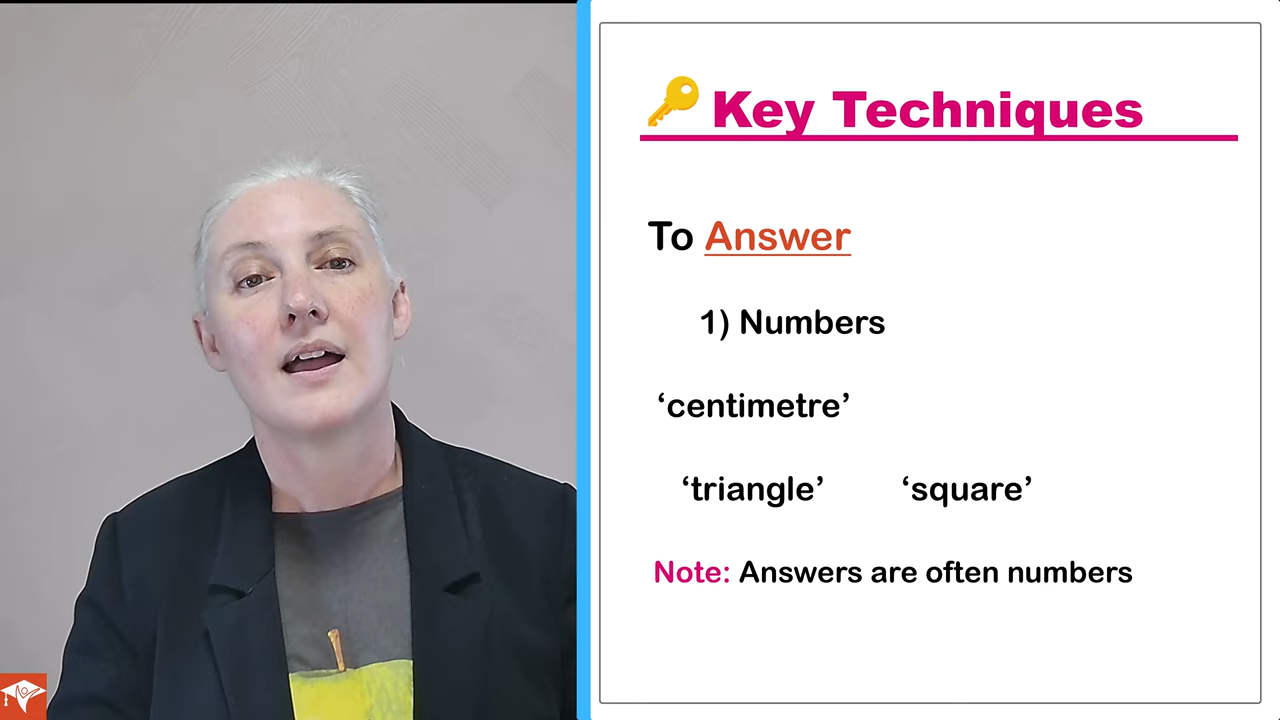 Key Techniques
To Answer
1) Numbers
‘centimetre’
‘triangle’ ‘square’
Note: Answers are often numbers